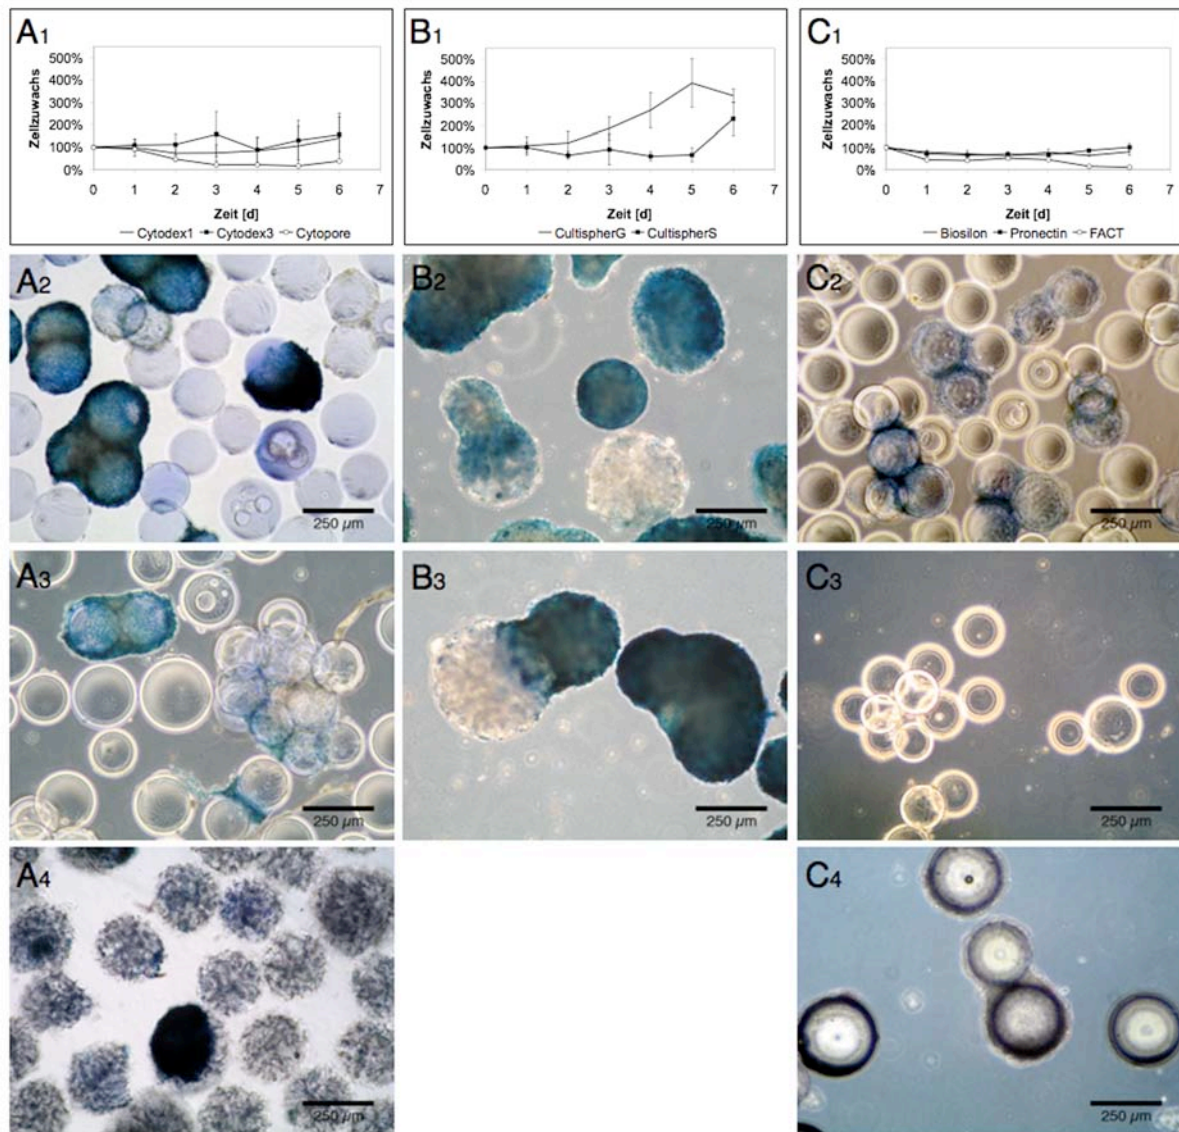 A1
500%
400%
300%
200%
100%
0%
Zellzuwachs
0 1 2 3 4 5 6 7
Zeit [d]
Cytodex1 Cytodex3 Cytopore
B1
500%
400%
300%
200%
100%
0%
Zellzuwachs
0 1 2 3 4 5 6 7
Zeit [d]
CultispherG CultispherS
C1
500%
400%
300%
200%
100%
0%
Zellzuwachs
0 1 2 3 4 5 6 7
Zeit [d]
Biosilon Pronectin FACT
A2
250 µm
B2
250 µm
C2
250 µm
A3
250 µm
B3
250 µm
C3
250 µm
A4
250 µm
C4
250 µm